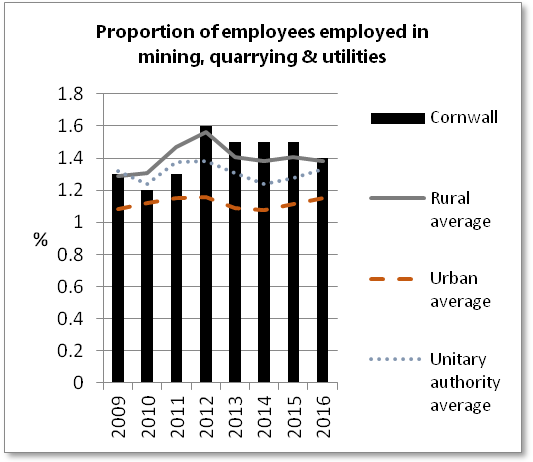 Proportion of employees employed in
mining, quarrying & utilities
1.8
1.6
1.4
1.2
1
0.8
0.6
0.4
0.2
0
%
2009
2010
2011
2012
2013
2014
2015
2016
Cornwall
Rural
average
Urban
average
Unitary
authority
average